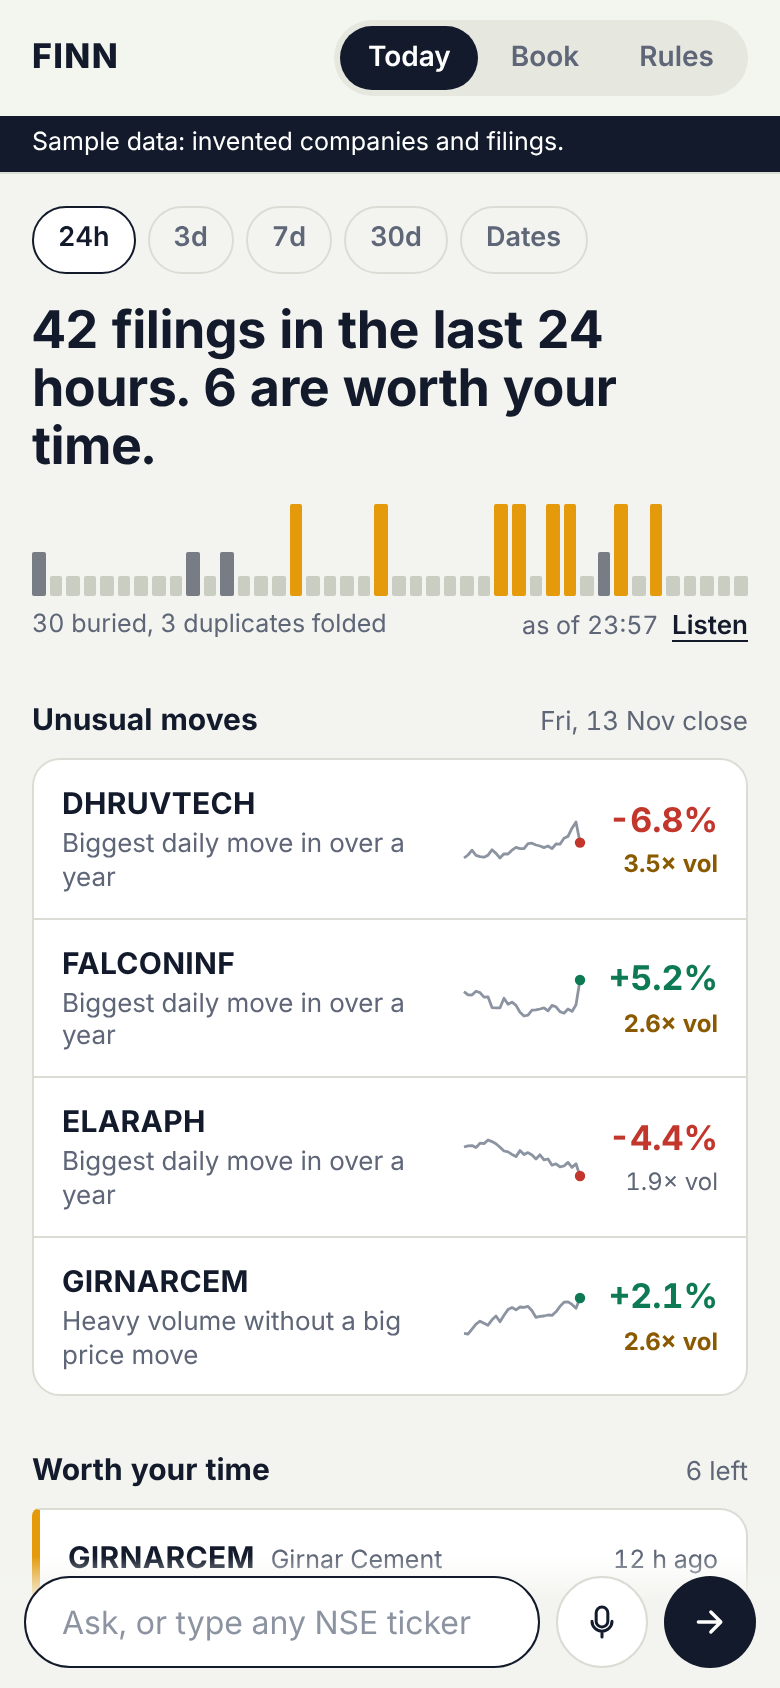 FINN
Today Book Rules
Sample data: invented companies and filings.
24h 3d 7d 30d Dates
42 filings in the last 24
hours. 6 are worth your
time.
30 buried, 3 duplicates folded as of 23:57 Listen
Unusual moves Fri, 13 Nov close
DHRUVTECH
Biggest daily move in over a
year
-6.8%
3.5× vol
FALCONINF
Biggest daily move in over a
year
+5.2%
2.6× vol
ELARAPH
Biggest daily move in over a
year
-4.4%
1.9× vol
GIRNARCEM
Heavy volume without a big
price move
+2.1%
2.6× vol
Worth your time 6 left
GIRNARCEM Girnar Cement 12 h ago
Ask, or type any NSE ticker